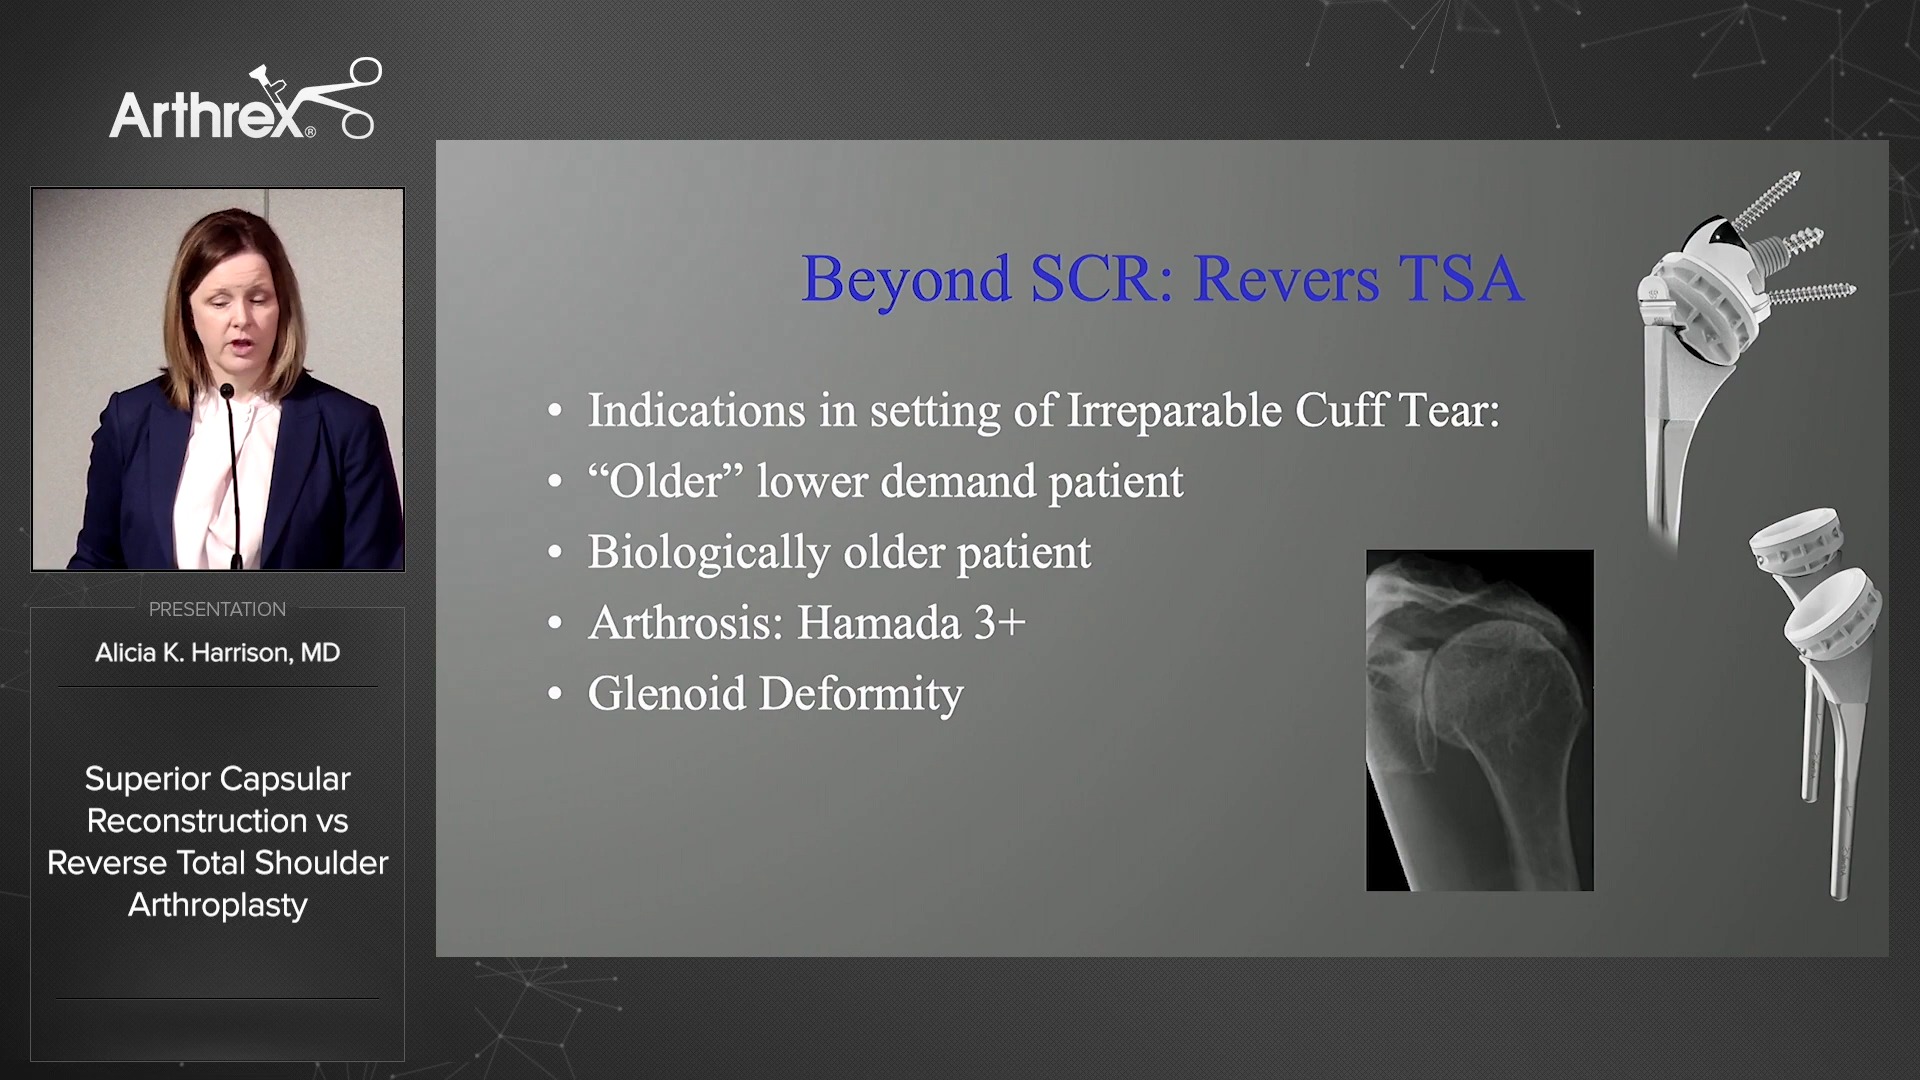 Arthrex®
PRESENTATION
Alicia K. Harrison, MD
Superior Capsular
Reconstruction vs
Reverse Total Shoulder
Arthroplasty
Beyond SCR: Revers TSA
• Indications in setting of Irreparable Cuff Tear:
• “Older” lower demand patient
• Biologically older patient
• Arthrosis: Hamada 3+
• Glenoid Deformity